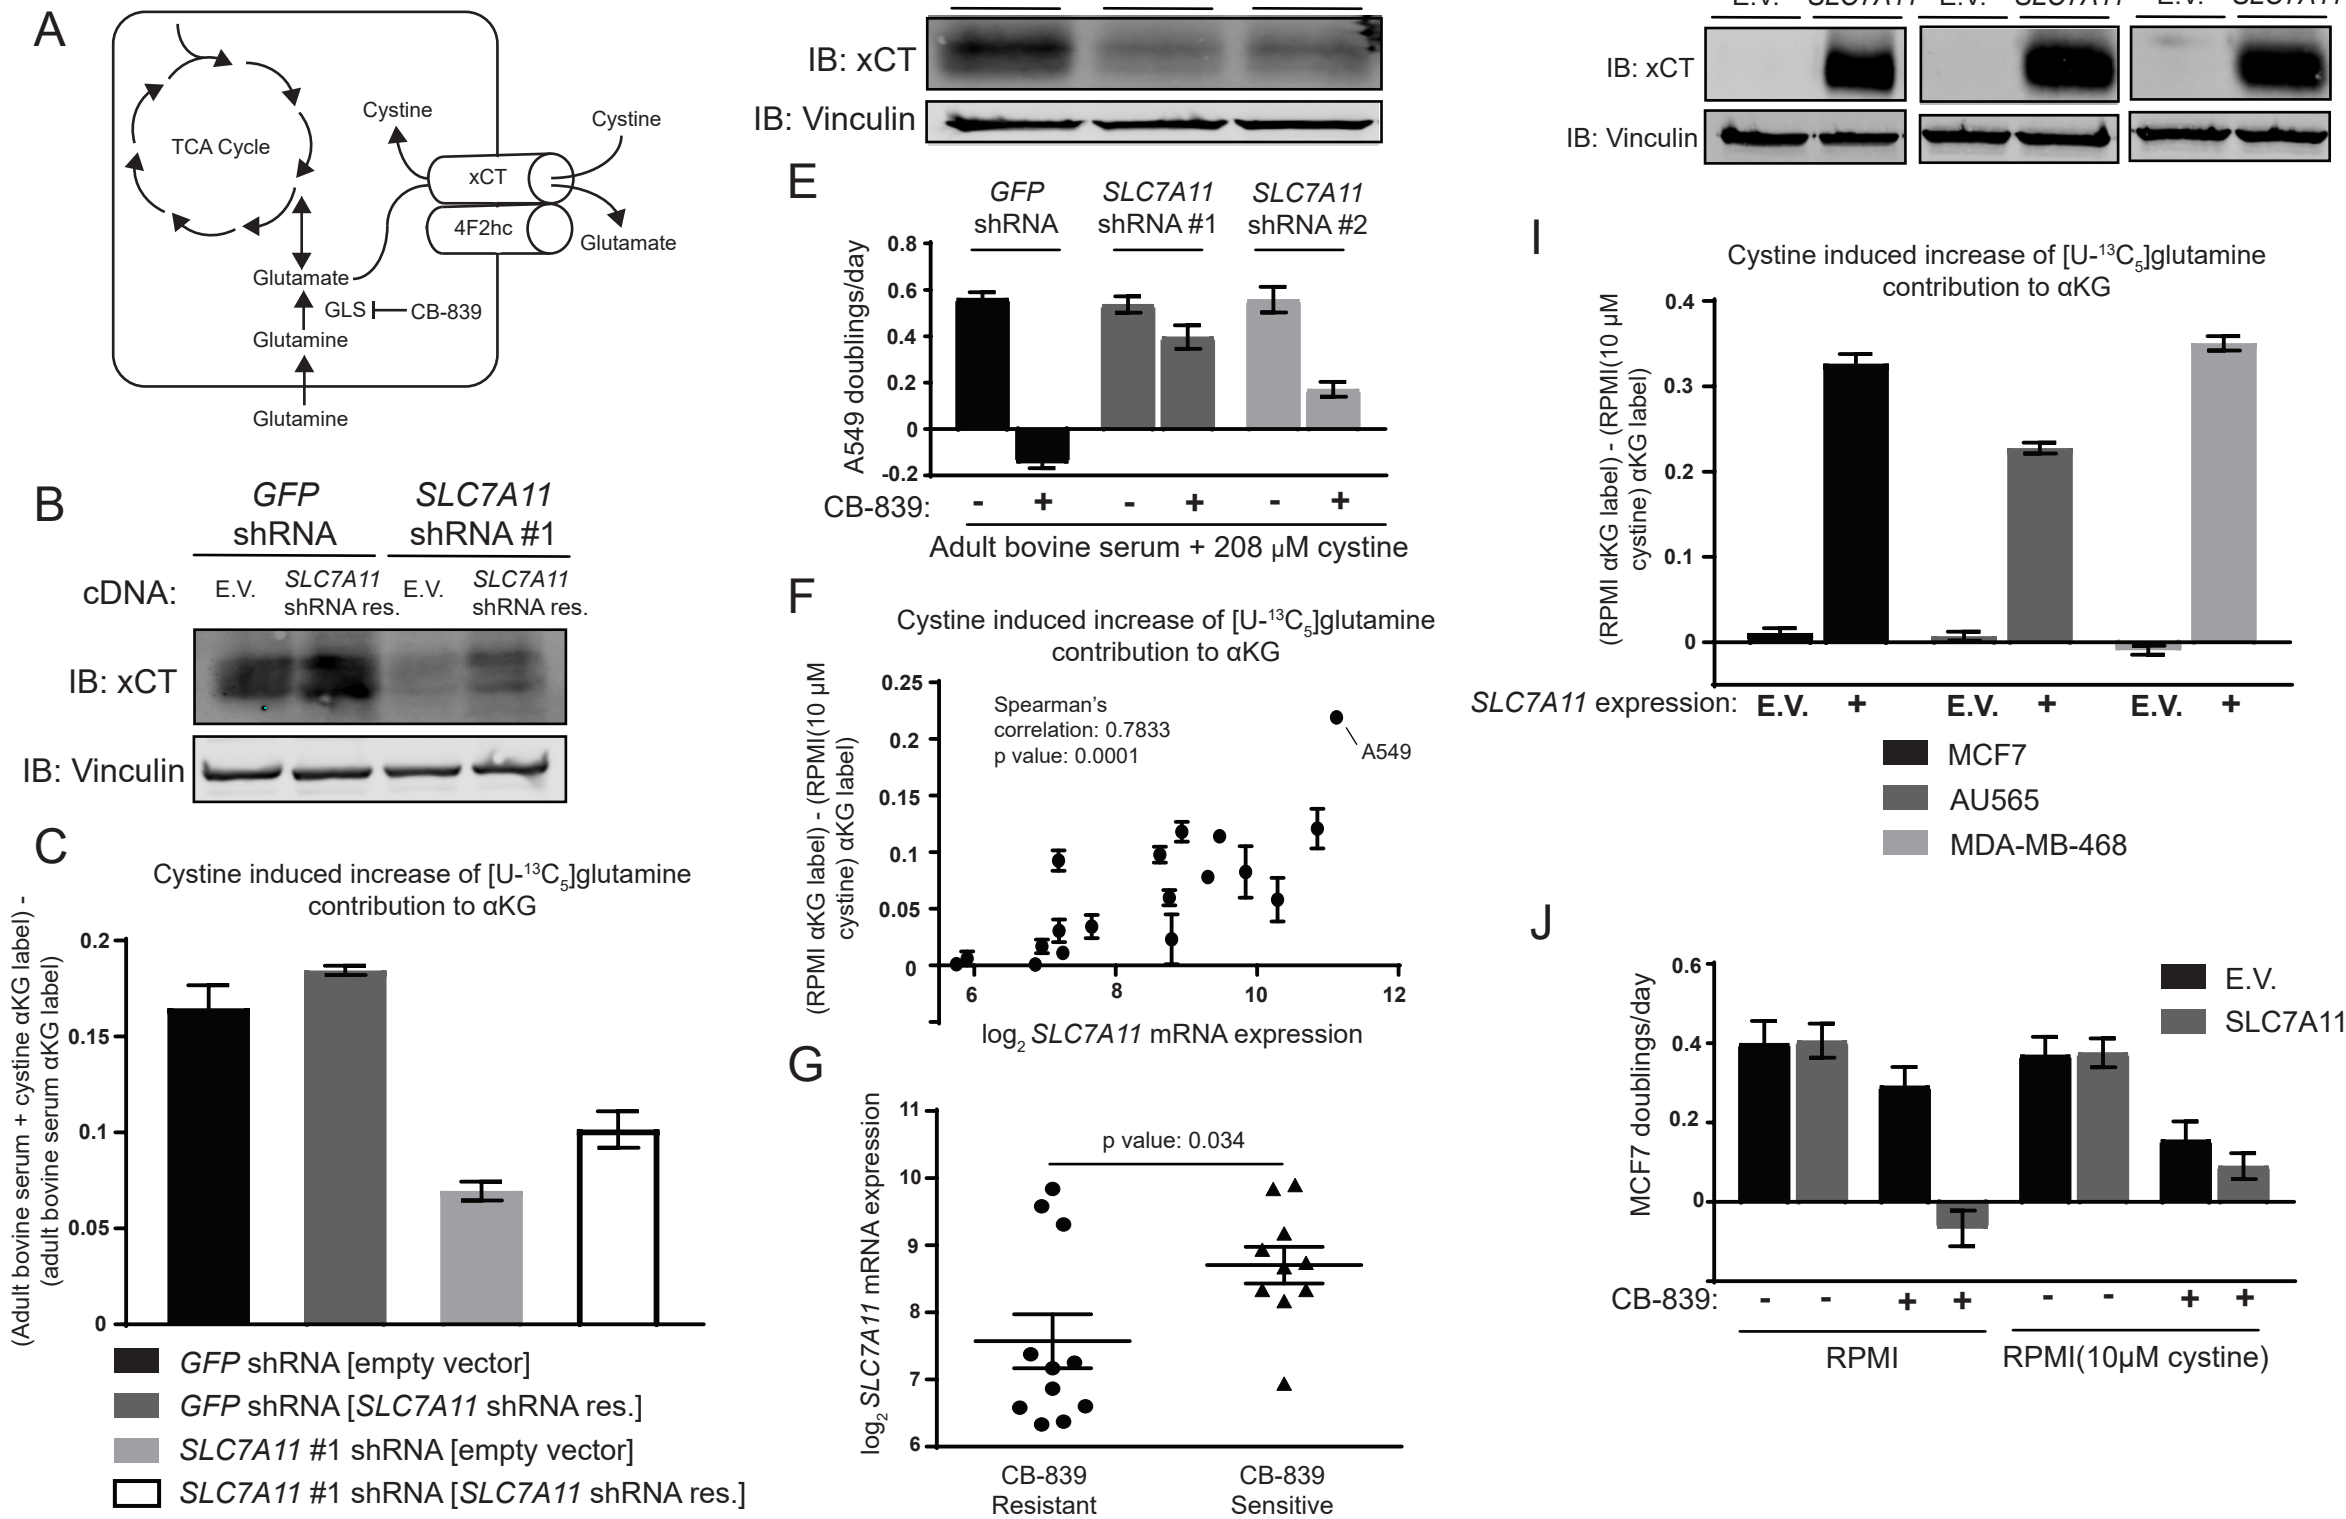 A
TCA Cycle
Cystine
Cystine
xCT
4F2hc
Glutamate
Glutamate
GLS
CB-839
Glutamine
Glutamine
B
GFP
shRNA
SLC7A11
shRNA #1
cDNA:
E.V.
SLC7A11
shRNA res.
E.V.
SLC7A11
shRNA res.
IB: xCT
IB: Vinculin
C
Cystine induced increase of [U-¹³C₅]glutamine
contribution to αKG
(Adult bovine serum + cystine αKG label) -
(adult bovine serum αKG label)
0.2
0.15
0.1
0.05
0
GFP shRNA [empty vector]
GFP shRNA [SLC7A11 shRNA res.]
SLC7A11 #1 shRNA [empty vector]
SLC7A11 #1 shRNA [SLC7A11 shRNA res.]
IB: xCT
IB: Vinculin
E
GFP
shRNA
SLC7A11
shRNA #1
SLC7A11
shRNA #2
A549 doublings/day
0.8
0.6
0.4
0.2
0
-0.2
CB-839: - + - + - +
Adult bovine serum + 208 µM cystine
F
Cystine induced increase of [U-¹³C₅]glutamine
contribution to αKG
(RPMI αKG label) - (RPMI(10 µM
cystine) αKG label)
0.25
0.2
0.15
0.1
0.05
0
Spearman's
correlation: 0.7833
p value: 0.0001
A549
6 8 10 12
log₂ SLC7A11 mRNA expression
G
log₂ SLC7A11 mRNA expression
11
10
9
8
7
6
p value: 0.034
CB-839
Resistant
CB-839
Sensitive
E.V. SLC7A11 E.V. SLC7A11 E.V. SLC7A11
IB: xCT
IB: Vinculin
I
Cystine induced increase of [U-¹³C₅]glutamine
contribution to αKG
(RPMI αKG label) - (RPMI(10 µM
cystine) αKG label)
0.4
0.3
0.2
0.1
0
SLC7A11 expression: E.V. + E.V. + E.V. +
MCF7
AU565
MDA-MB-468
J
MCF7 doublings/day
0.6
0.4
0.2
0
E.V.
SLC7A11
CB-839: - - + + - - + +
RPMI
RPMI(10µM cystine)